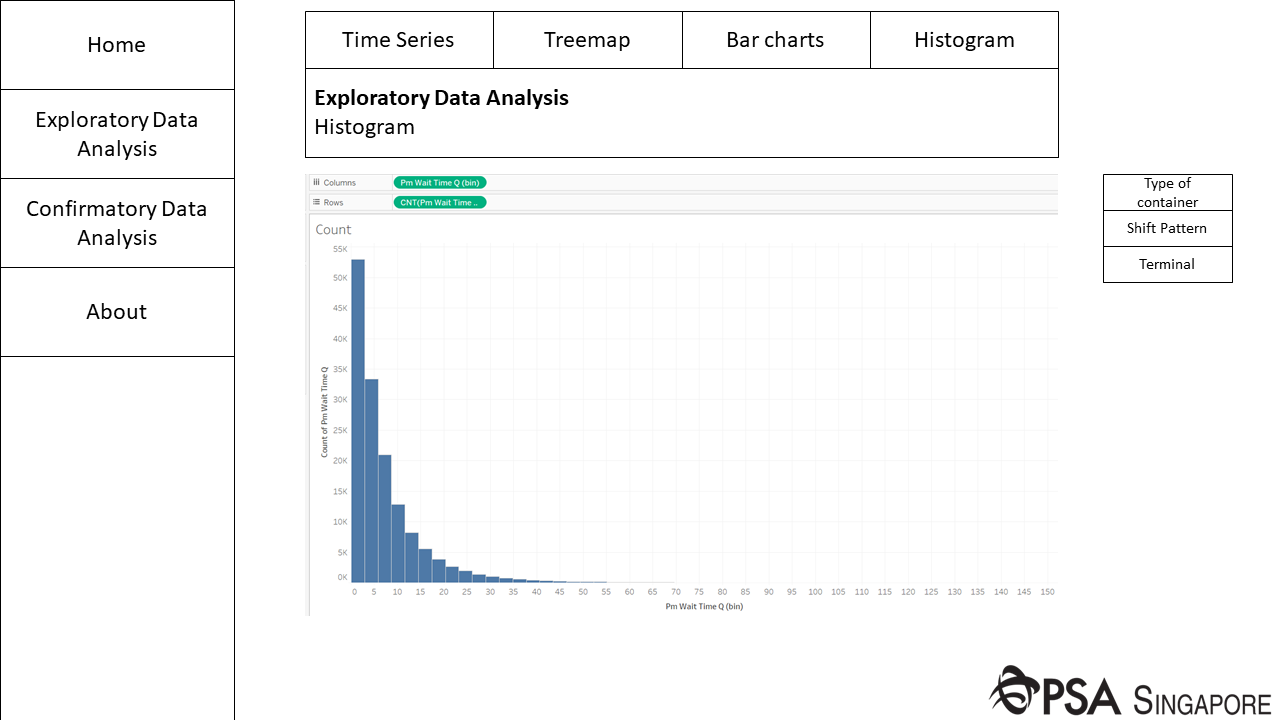 Home
Exploratory Data
Analysis
Confirmatory Data
Analysis
About
Time Series
Treemap
Bar charts
Histogram
Exploratory Data Analysis
Histogram
Columns
Pm Wait Time Q (bin)
Rows
CNT(Pm Wait Time ..
Count
55K
50K
45K
40K
35K
30K
25K
20K
15K
10K
5K
0K
Count of Pm Wait Time Q
0 5 10 15 20 25 30 35 40 45 50 55 60 65 70 75 80 85 90 95 100 105 110 115 120 125 130 135 140 145 150
Pm Wait Time Q (bin)
Type of
container
Shift Pattern
Terminal
PSA SINGAPORE